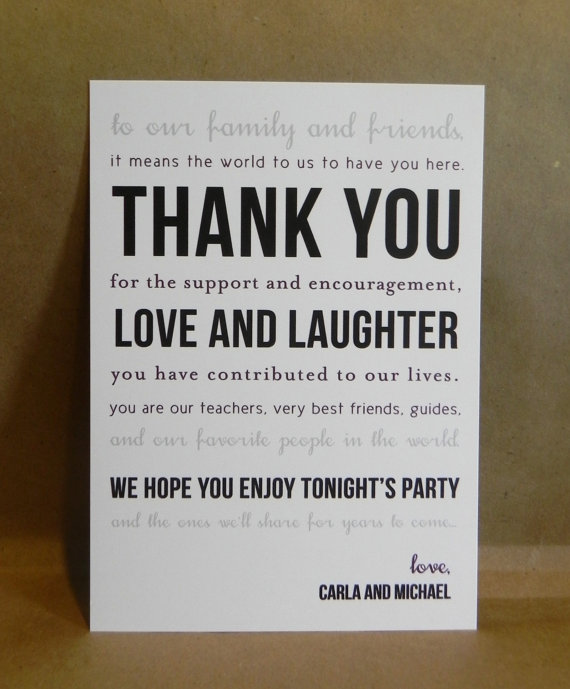 to our family and friends,
it means the world to us to have you here.
THANK YOU
for the support and encouragement,
LOVE AND LAUGHTER
you have contributed to our lives.
you are our teachers, very best friends, guides,
and our favorite people in the world.
WE HOPE YOU ENJOY TONIGHT'S PARTY
and the ones we'll share for years to come...
love,
CARLA AND MICHAEL